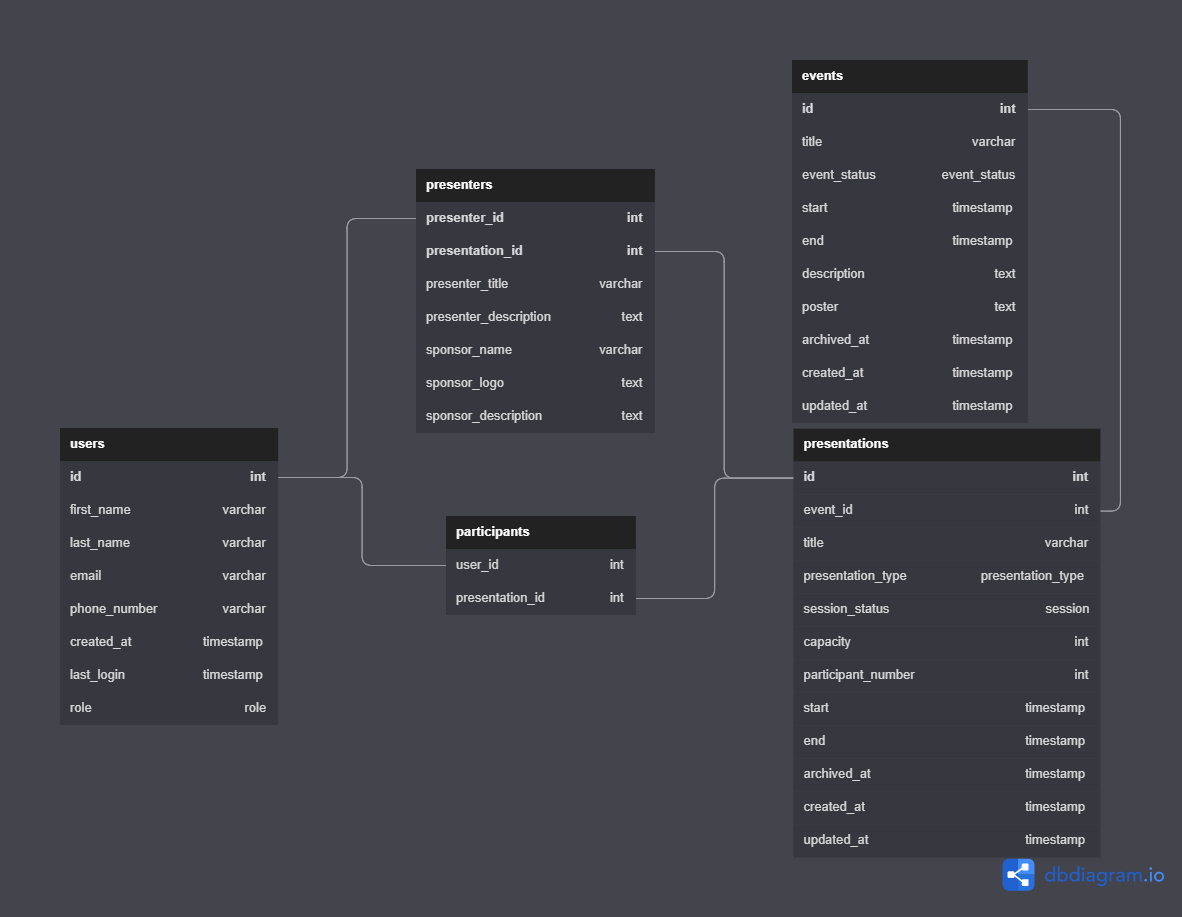 events
id int
title varchar
event_status event_status
start timestamp
end timestamp
description text
poster text
archived_at timestamp
created_at timestamp
updated_at timestamp
presenters
presenter_id int
presentation_id int
presenter_title varchar
presenter_description text
sponsor_name varchar
sponsor_logo text
sponsor_description text
users
id int
first_name varchar
last_name varchar
email varchar
phone_number varchar
created_at timestamp
last_login timestamp
role role
participants
user_id int
presentation_id int
presentations
id int
event_id int
title varchar
presentation_type presentation_type
session_status session
capacity int
participant_number int
start timestamp
end timestamp
archived_at timestamp
created_at timestamp
updated_at timestamp
dbdiagram.io